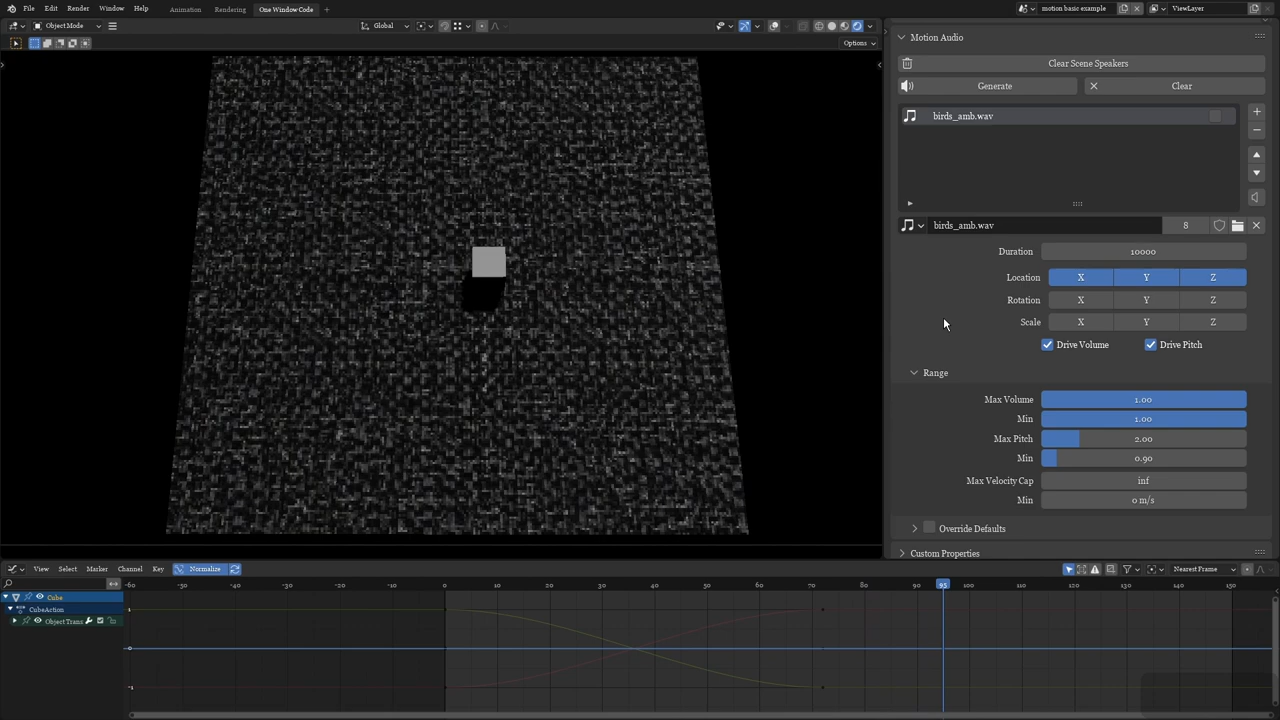 File Edit Render Window Help Animation Rendering One Window Code + motion basic example ViewLayer
Object Mode Global
Options
Motion Audio
Clear Scene Speakers
Generate Clear
birds_amb.wav
birds_amb.wav 8
Duration 10000
Location X Y Z
Rotation X Y Z
Scale X Y Z
Drive Volume Drive Pitch
Range
Max Volume 1.00
Min 1.00
Max Pitch 2.00
Min 0.90
Max Velocity Cap inf
Min 0 m/s
Override Defaults
Custom Properties
View Select Marker Channel Key Normalize Nearest Frame
-60 -50 -40 -30 -20 -10 0 10 20 30 40 50 60 70 80 90 95 100 110 120 130 140 150
Cube
CubeAction
Object Trans
1
0
-1